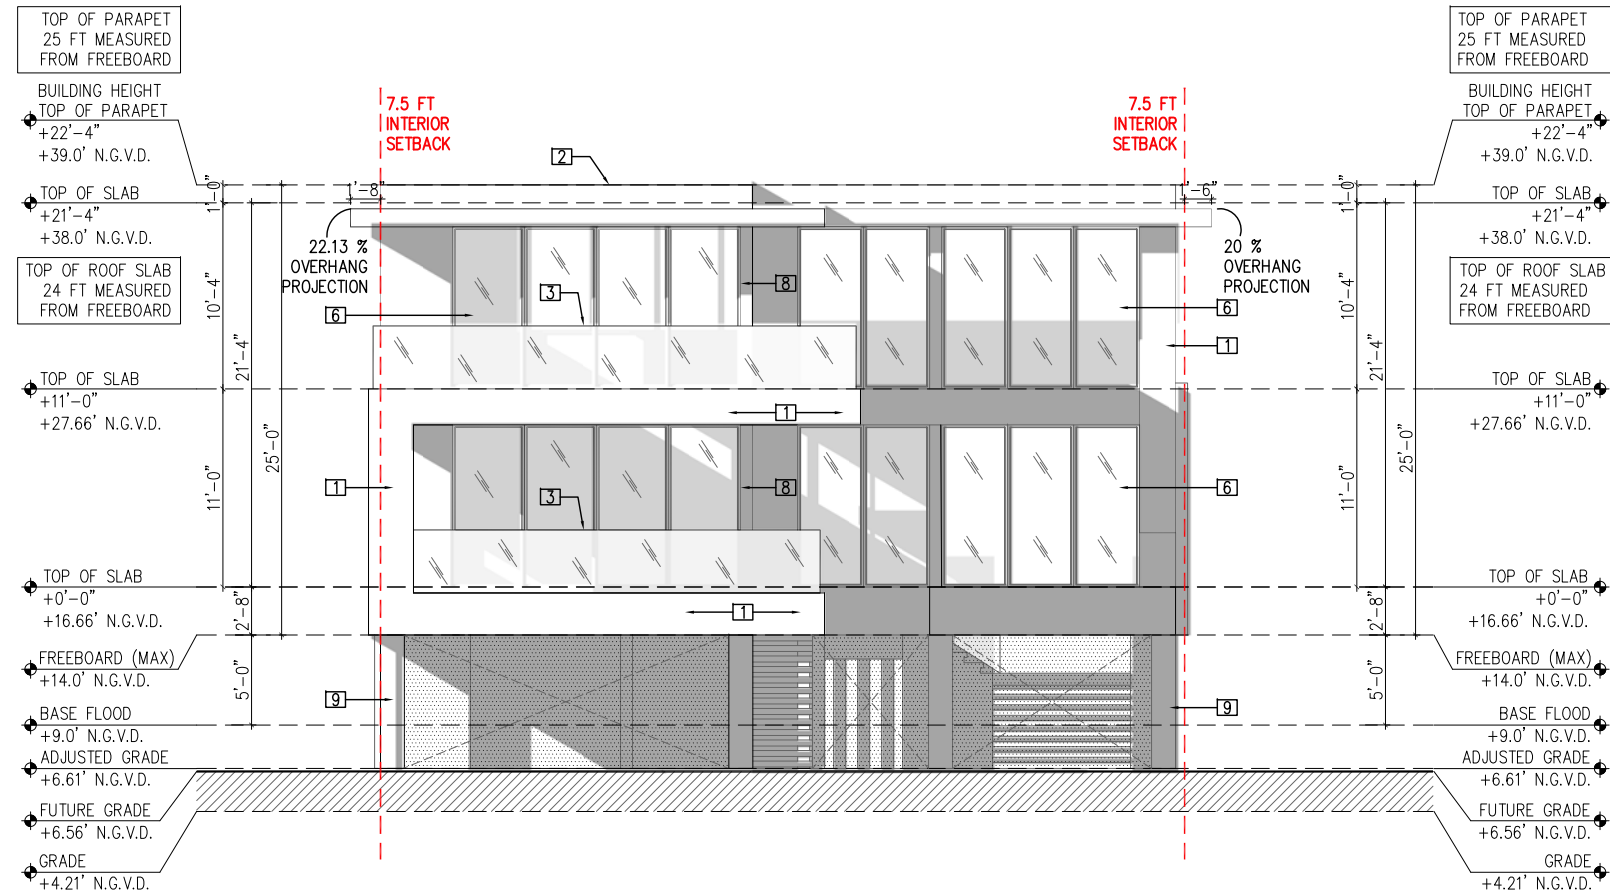 TOP OF PARAPET
25 FT MEASURED
FROM FREEBOARD
BUILDING HEIGHT
TOP OF PARAPET
+22'-4"
+39.0' N.G.V.D.
TOP OF SLAB
+21'-4"
+38.0' N.G.V.D.
TOP OF ROOF SLAB
24 FT MEASURED
FROM FREEBOARD
TOP OF SLAB
+11'-0"
+27.66' N.G.V.D.
TOP OF SLAB
+0'-0"
+16.66' N.G.V.D.
FREEBOARD (MAX)
+14.0' N.G.V.D.
BASE FLOOD
+9.0' N.G.V.D.
ADJUSTED GRADE
+6.61' N.G.V.D.
FUTURE GRADE
+6.56' N.G.V.D.
GRADE
+4.21' N.G.V.D.
1'-0"
10'-4"
21'-4"
11'-0"
25'-0"
2'-8"
5'-0"
7.5 FT
INTERIOR
SETBACK
1'-8"
22.13 %
OVERHANG
PROJECTION
2
3
6
8
1
3
1
8
1
9
7.5 FT
INTERIOR
SETBACK
1'-6"
20 %
OVERHANG
PROJECTION
6
1
6
9
1'-0"
10'-4"
21'-4"
11'-0"
25'-0"
2'-8"
5'-0"
TOP OF PARAPET
25 FT MEASURED
FROM FREEBOARD
BUILDING HEIGHT
TOP OF PARAPET
+22'-4"
+39.0' N.G.V.D.
TOP OF SLAB
+21'-4"
+38.0' N.G.V.D.
TOP OF ROOF SLAB
24 FT MEASURED
FROM FREEBOARD
TOP OF SLAB
+11'-0"
+27.66' N.G.V.D.
TOP OF SLAB
+0'-0"
+16.66' N.G.V.D.
FREEBOARD (MAX)
+14.0' N.G.V.D.
BASE FLOOD
+9.0' N.G.V.D.
ADJUSTED GRADE
+6.61' N.G.V.D.
FUTURE GRADE
+6.56' N.G.V.D.
GRADE
+4.21' N.G.V.D.